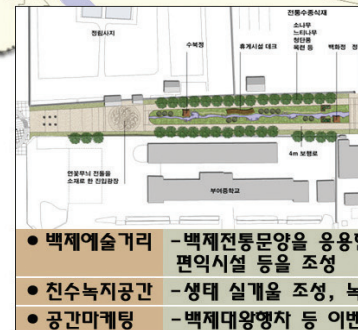 전통수종식재
소나무
느티나무
청단풍
목련 등
정림사지
수북정
휴게시설 데크
백화정
연꽃무늬 전돌을
소재로 한 진입광장
4m 보행로
부여중학교
● 백제예술거리 -백제전통문양을 응용한
편익시설 등을 조성
● 친수녹지공간 -생태 실개울 조성,
● 공간마케팅 -백제대왕행차 등 이벤